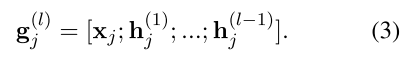 g_j^{(l)} = [x_j; h_j^{(1)}; ...; h_j^{(l-1)}]. (3)